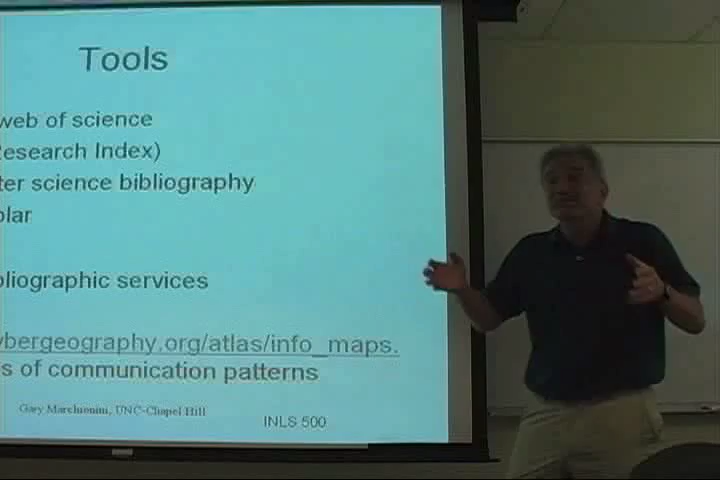 Tools
web of science
Research Index)
ter science bibliography
olar
bliographic services
ybergeography.org/atlas/info_maps.
s of communication patterns
Gary Marchionini, UNC-Chapel Hill
INLS 500